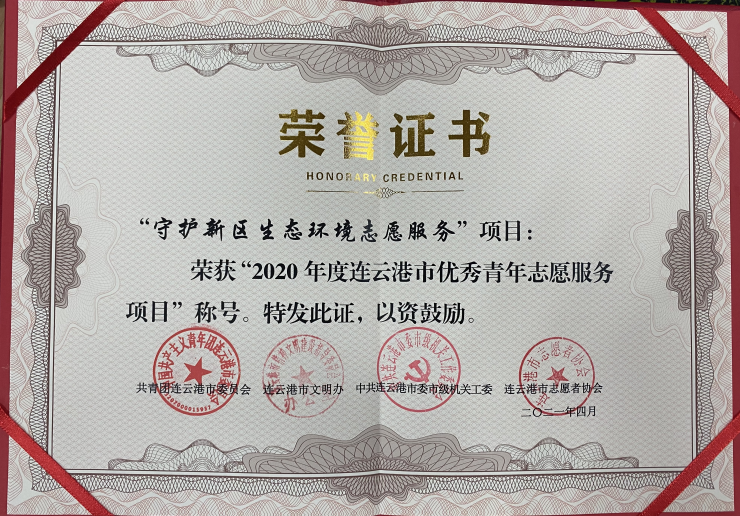 荣誉证书
HONORARY CREDENTIAL
“守护新区生态环境志愿服务”项目：
荣获“2020 年度连云港市优秀青年志愿服务
项目”称号。特发此证，以资鼓励。
共青团连云港市委员会 连云港市文明办 中共连云港市委市级机关工委 连云港市志愿者协会
二〇二一年四月